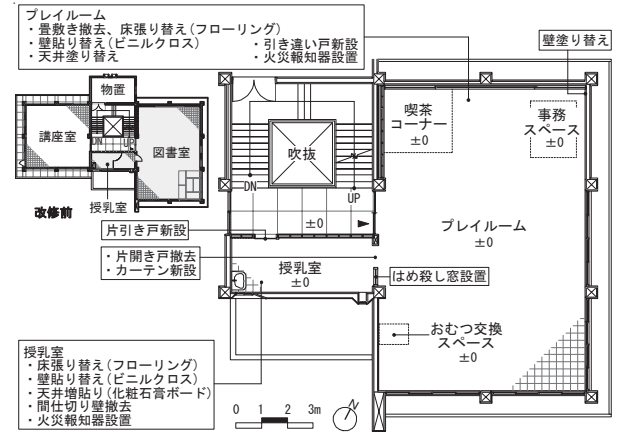 プレイルーム
・畳敷き撤去、床張り替え(フローリング)
・壁貼り替え(ビニルクロス)　・引き違い戸新設
・天井塗り替え　・火災報知器設置
壁塗り替え
物置
講座室
DN
UP
図書室
授乳室
改修前
吹抜
DN
UP
±0
喫茶
コーナー
±0
事務
スペース
±0
プレイルーム
±0
片引き戸新設
・片開き戸撤去
・カーテン新設
授乳室
±0
はめ殺し窓設置
おむつ交換
スペース
±0
授乳室
・床張り替え(フローリング)
・壁貼り替え(ビニルクロス)
・天井増貼り(化粧石膏ボード)
・間仕切り壁撤去
・火災報知器設置
0 1 2 3m